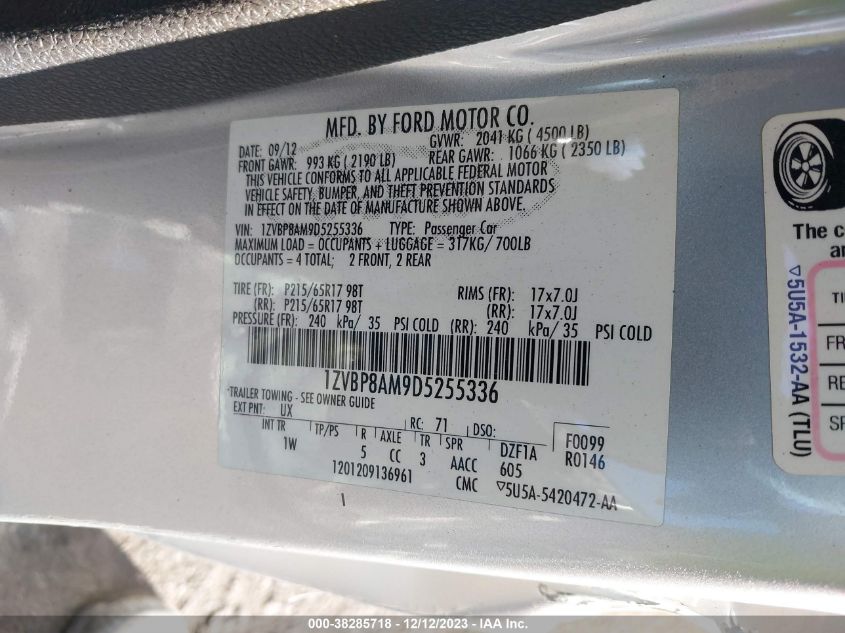 MFD. BY FORD MOTOR CO.
DATE: 09/12 GVWR: 2041 KG ( 4500 LB)
FRONT GAWR: 993 KG ( 2190 LB) REAR GAWR: 1066 KG ( 2350 LB)
THIS VEHICLE CONFORMS TO ALL APPLICABLE FEDERAL MOTOR
VEHICLE SAFETY, BUMPER, AND THEFT PREVENTION STANDARDS
IN EFFECT ON THE DATE OF MANUFACTURE SHOWN ABOVE.
VIN: 1ZVBP8AM9D5255336 TYPE: Passenger Car
MAXIMUM LOAD = OCCUPANTS + LUGGAGE = 317KG/ 700LB
OCCUPANTS = 4 TOTAL; 2 FRONT, 2 REAR
TIRE (FR): P215/65R17 98T RIMS (FR): 17x7.0J
(RR): P215/65R17 98T (RR): 17x7.0J
PRESSURE (FR): 240 kPa/ 35 PSI COLD (RR): 240 kPa/ 35 PSI COLD
1ZVBP8AM9D5255336
TRAILER TOWING - SEE OWNER GUIDE
EXT PNT: UX RC: 71 DSO: F0099
INT TR TP/PS R AXLE TR SPR DZF1A R0146
1W 5 CC 3 AACC 605
1201209136961 CMC ▽5U5A-5420472-AA
The c
an
TI
FR
RE
SP
▽5U5A-1532-AA (TLU)
000-38285718 - 12/12/2023 - IAA Inc.